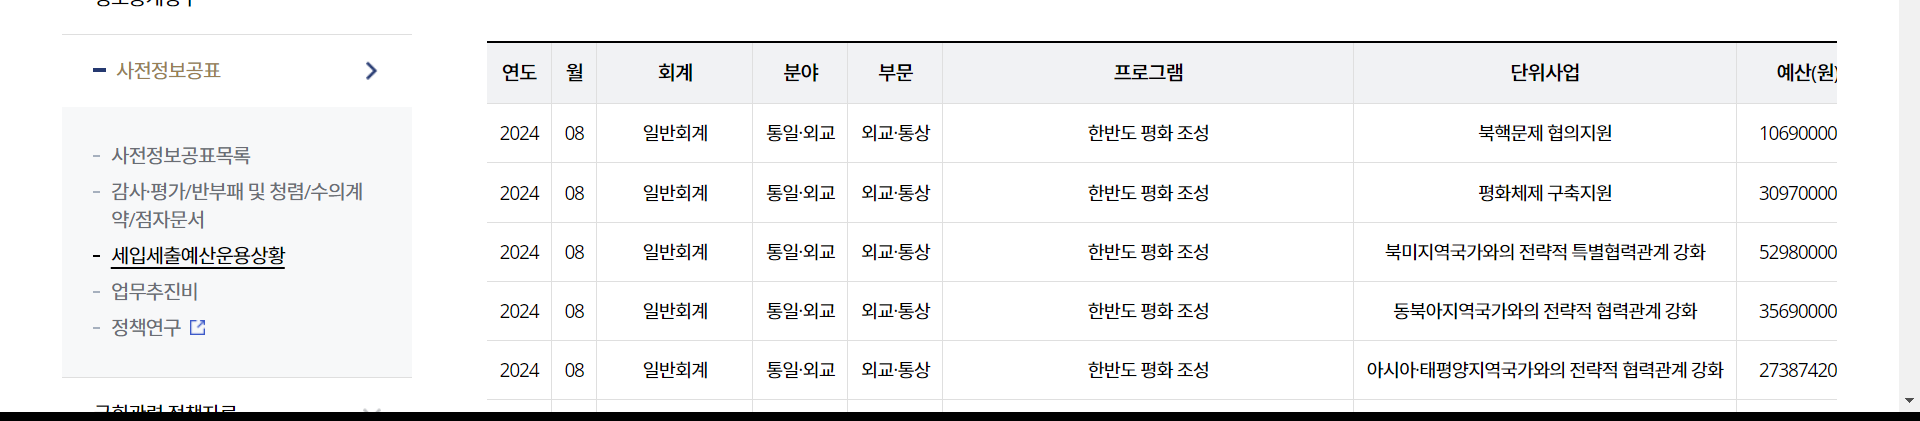 사전정보공표
사전정보공표목록
감사·평가/반부패 및 청렴/수의계
약/점자문서
세입세출예산운용상황
업무추진비
정책연구
연도 월 회계 분야 부문 프로그램 단위사업 예산(원)
2024 08 일반회계 통일·외교 외교·통상 한반도 평화 조성 북핵문제 협의지원 10690000
2024 08 일반회계 통일·외교 외교·통상 한반도 평화 조성 평화체제 구축지원 30970000
2024 08 일반회계 통일·외교 외교·통상 한반도 평화 조성 북미지역국가와의 전략적 특별협력관계 강화 52980000
2024 08 일반회계 통일·외교 외교·통상 한반도 평화 조성 동북아지역국가와의 전략적 협력관계 강화 35690000
2024 08 일반회계 통일·외교 외교·통상 한반도 평화 조성 아시아·태평양지역국가와의 전략적 협력관계 강화 27387420